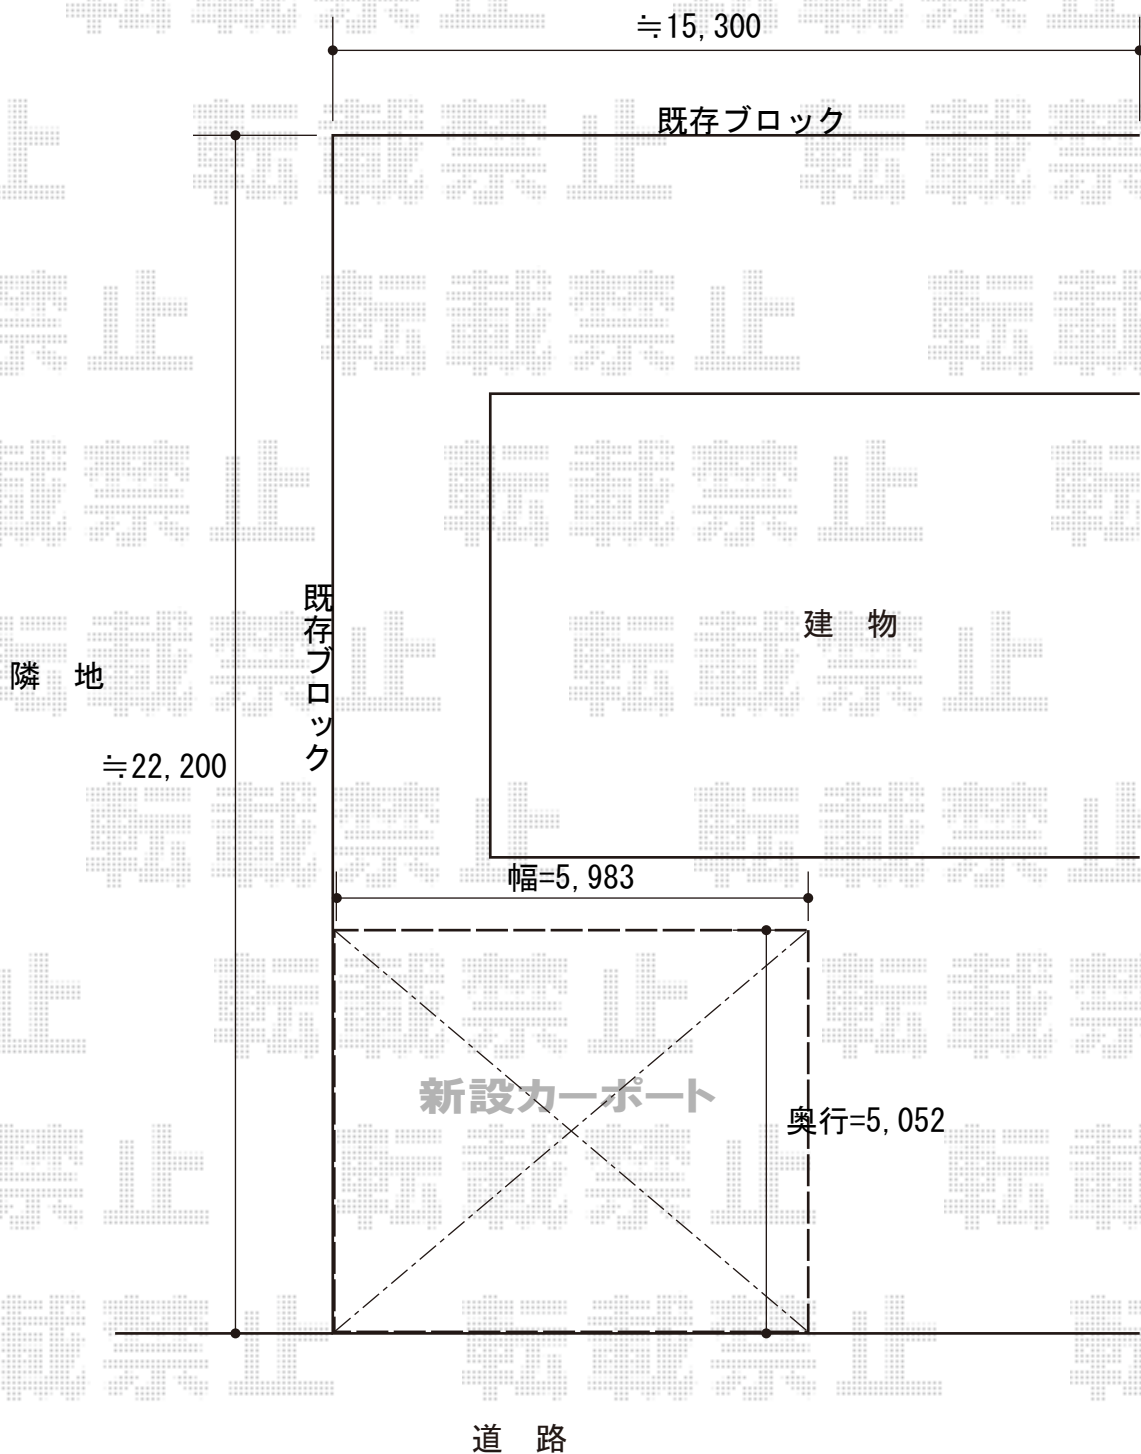 ≒15,300
既存ブロック
転載禁止
建　物
既存ブロック
隣　地
≒22,200
幅=5,983
新設カーポート
奥行=5,052
道　路